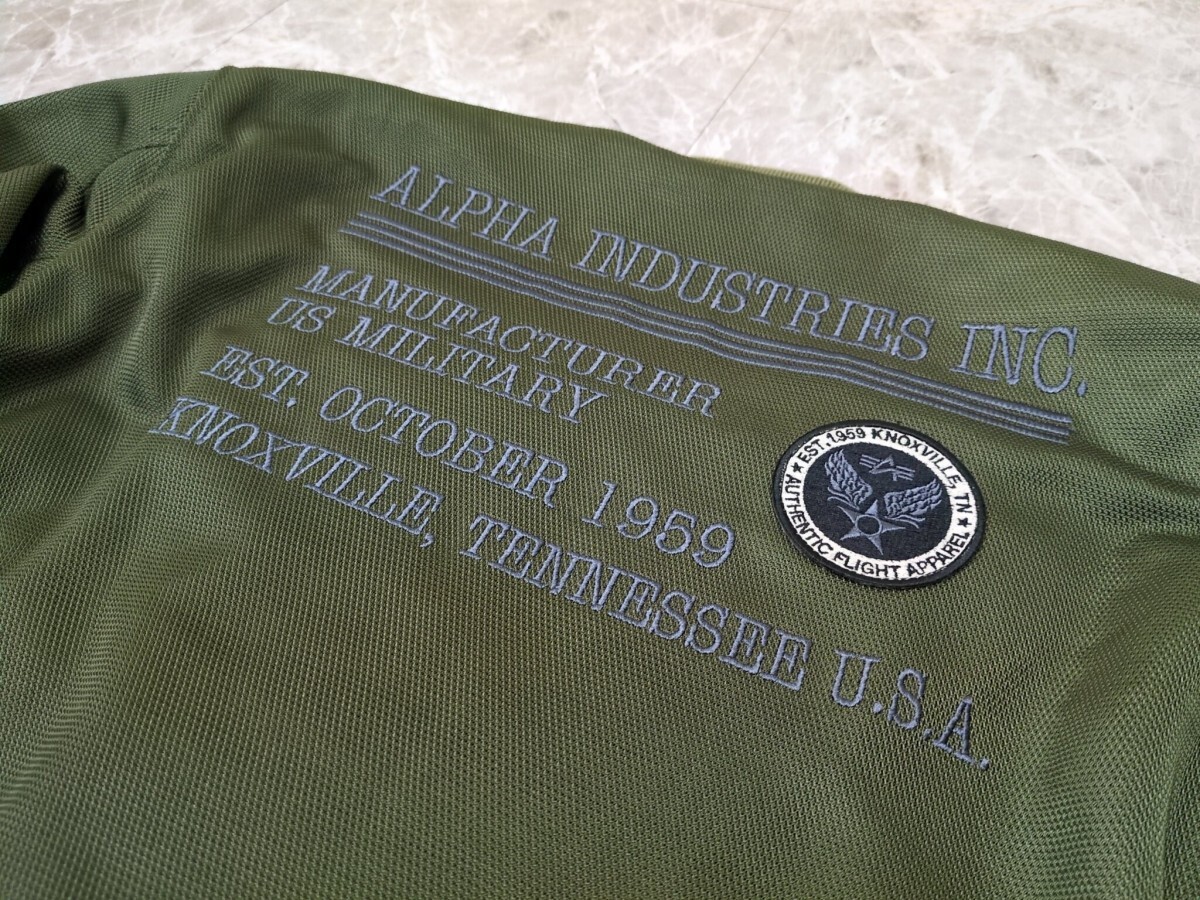 ALPHA INDUSTRIES INC.
MANUFACTURER
US MILITARY
EST. OCTOBER 1959
KNOXVILLE, TENNESSEE U.S.A.
★ EST. 1959 KNOXVILLE, TN ★
AUTHENTIC FLIGHT APPAREL